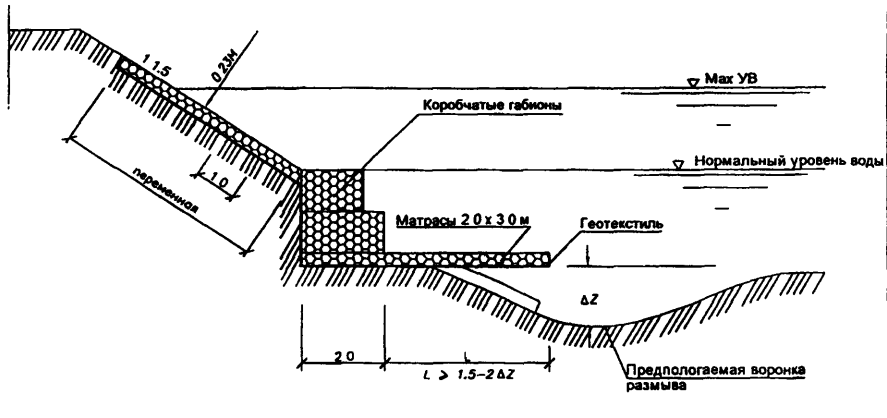 1 1.5
0.23м
Max УВ
Коробчатые габионы
Нормальный уровень воды
1.0
переменная
Матрасы 2.0 x 3.0 м
Геотекстиль
ΔZ
2.0
L
L ⩾ 1.5-2 ΔZ
Предпологаемая воронка
размыва